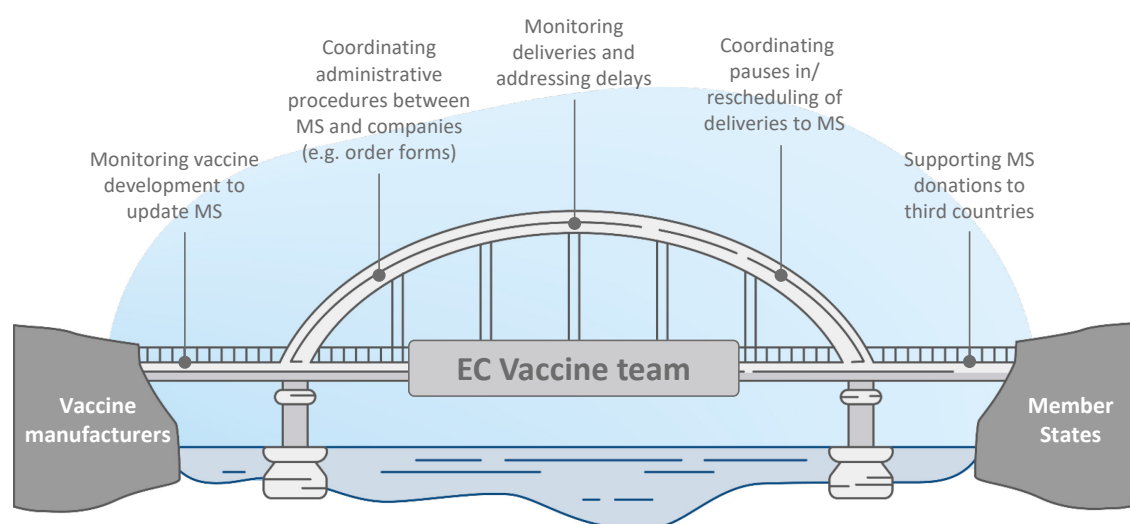 Monitoring
deliveries and
addressing delays
Coordinating
administrative
procedures between
MS and companies
(e.g. order forms)
Coordinating
pauses in/
rescheduling of
deliveries to MS
Monitoring vaccine
development to
update MS
Supporting MS
donations to
third countries
EC Vaccine team
Vaccine
manufacturers
Member
States